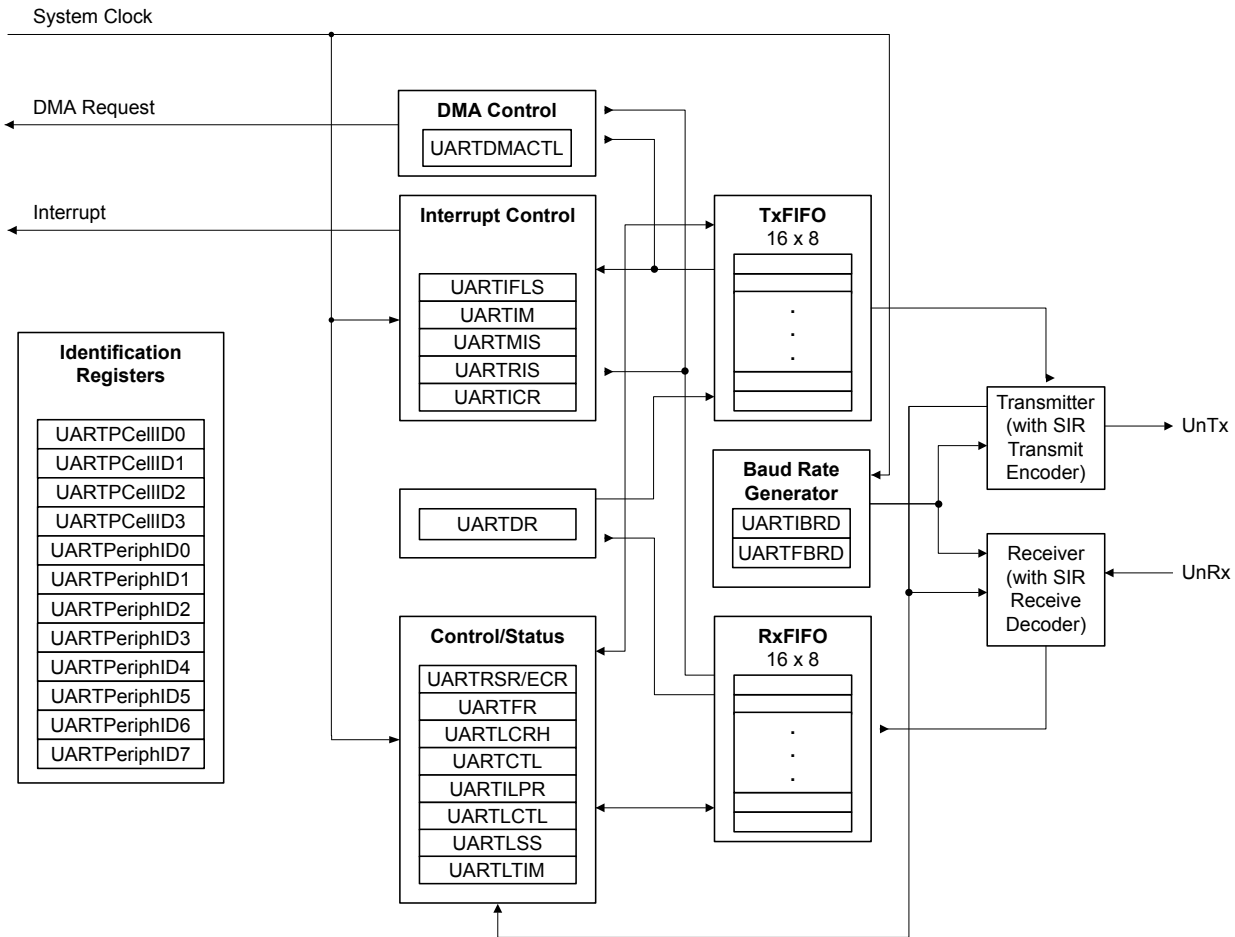 System Clock
DMA Request
DMA Control
UARTDMACTL
Interrupt
Interrupt Control
UARTIFLS
UARTIM
UARTMIS
UARTRIS
UARTICR
TxFIFO
16 x 8
.
.
.
Identification
Registers
UARTPCellID0
UARTPCellID1
UARTPCellID2
UARTPCellID3
UARTPeriphID0
UARTPeriphID1
UARTPeriphID2
UARTPeriphID3
UARTPeriphID4
UARTPeriphID5
UARTPeriphID6
UARTPeriphID7
Transmitter
(with SIR
Transmit
Encoder)
UnTx
UARTDR
Baud Rate
Generator
UARTIBRD
UARTFBRD
Receiver
(with SIR
Receive
Decoder)
UnRx
Control/Status
UARTRSR/ECR
UARTFR
UARTLCRH
UARTCTL
UARTILPR
UARTLCTL
UARTLSS
UARTLTIM
RxFIFO
16 x 8
.
.
.